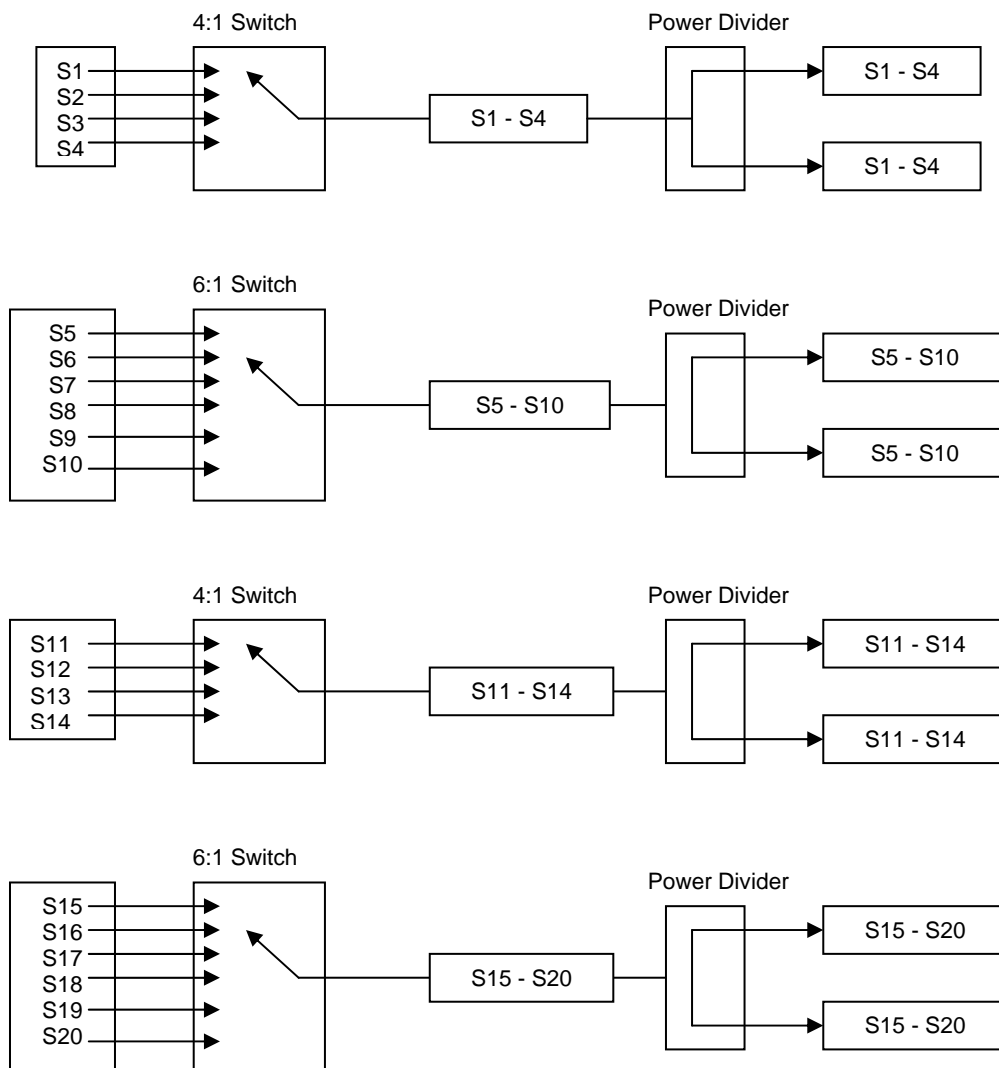 4:1 Switch
Power Divider
S1
S2
S3
S4
S1 - S4
S1 - S4
S1 - S4
6:1 Switch
Power Divider
S5
S6
S7
S8
S9
S10
S5 - S10
S5 - S10
S5 - S10
4:1 Switch
Power Divider
S11
S12
S13
S14
S11 - S14
S11 - S14
S11 - S14
6:1 Switch
Power Divider
S15
S16
S17
S18
S19
S20
S15 - S20
S15 - S20
S15 - S20